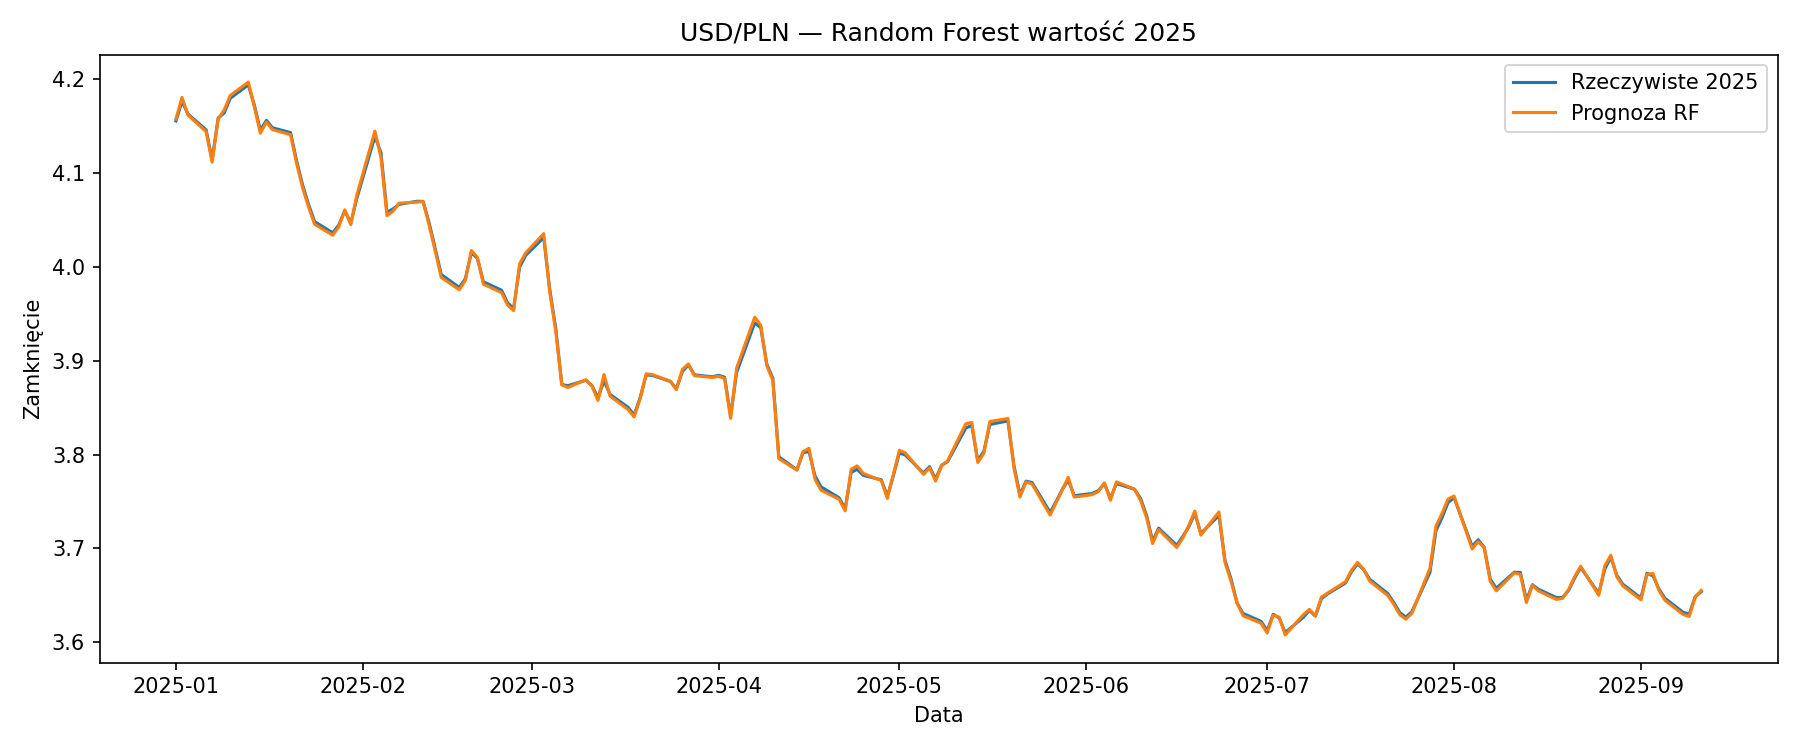 USD/PLN — Random Forest wartość 2025
Rzeczywiste 2025
Prognoza RF
Zamknięcie
4.2
4.1
4.0
3.9
3.8
3.7
3.6
2025-01 2025-02 2025-03 2025-04 2025-05 2025-06 2025-07 2025-08 2025-09
Data